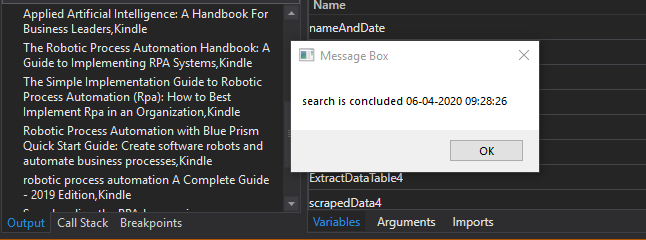 Applied Artificial Intelligence: A Handbook For
Business Leaders,Kindle
The Robotic Process Automation Handbook: A
Guide to Implementing RPA Systems,Kindle
The Simple Implementation Guide to Robotic
Process Automation (Rpa): How to Best
Implement Rpa in an Organization,Kindle
Robotic Process Automation with Blue Prism
Quick Start Guide: Create software robots and
automate business processes,Kindle
robotic process automation A Complete Guide
- 2019 Edition,Kindle
Output Call Stack Breakpoints
Name
nameAndDate
Message Box
search is concluded 06-04-2020 09:28:26
OK
ExtractDataTable4
scrapedData4
Variables Arguments Imports